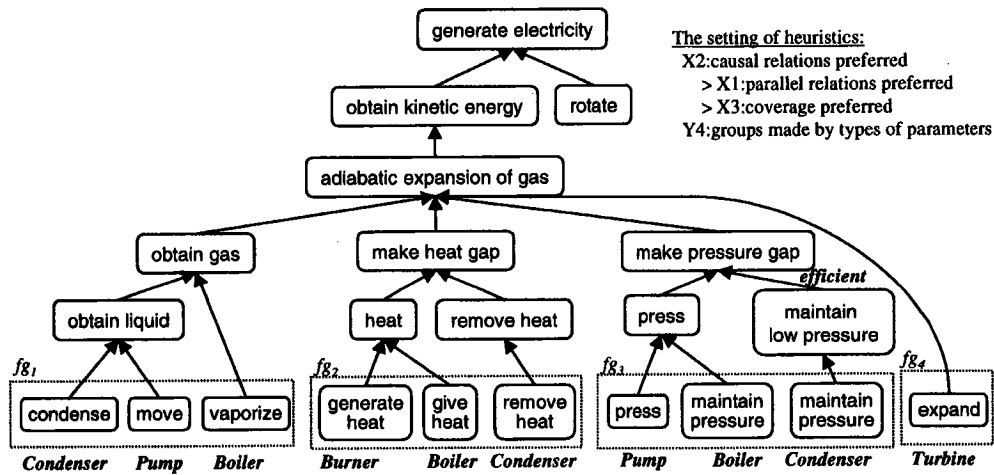 generate electricity
The setting of heuristics:
X2:causal relations preferred
> X1:parallel relations preferred
> X3:coverage preferred
Y4:groups made by types of parameters
obtain kinetic energy
rotate
adiabatic expansion of gas
obtain gas
make heat gap
make pressure gap
efficient
obtain liquid
heat
remove heat
press
maintain
low pressure
fg1
fg2
fg3
fg4
condense
move
vaporize
generate
heat
give
heat
remove
heat
press
maintain
pressure
maintain
pressure
expand
Condenser Pump Boiler
Burner Boiler Condenser
Pump Boiler Condenser
Turbine